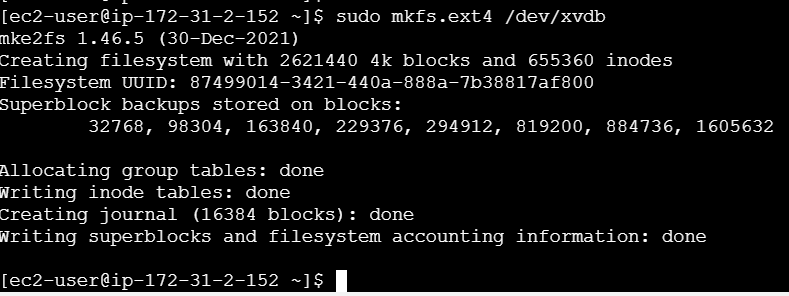 [ec2-user@ip-172-31-2-152 ~]$ sudo mkfs.ext4 /dev/xvdb
mke2fs 1.46.5 (30-Dec-2021)
Creating filesystem with 2621440 4k blocks and 655360 inodes
Filesystem UUID: 87499014-3421-440a-888a-7b38817af800
Superblock backups stored on blocks:
        32768, 98304, 163840, 229376, 294912, 819200, 884736, 1605632

Allocating group tables: done
Writing inode tables: done
Creating journal (16384 blocks): done
Writing superblocks and filesystem accounting information: done

[ec2-user@ip-172-31-2-152 ~]$